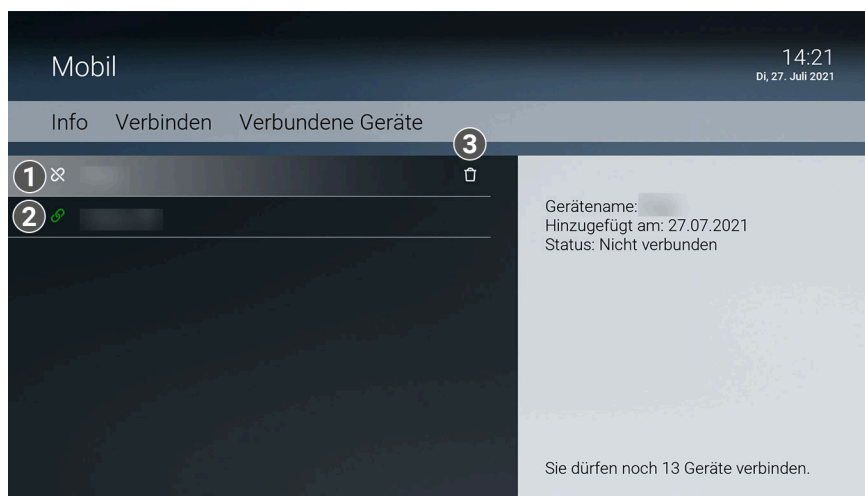 Mobil
14:21
Di, 27. Juli 2021
Info Verbinden Verbundene Geräte
3
1
2
Gerätename:
Hinzugefügt am: 27.07.2021
Status: Nicht verbunden
Sie dürfen noch 13 Geräte verbinden.